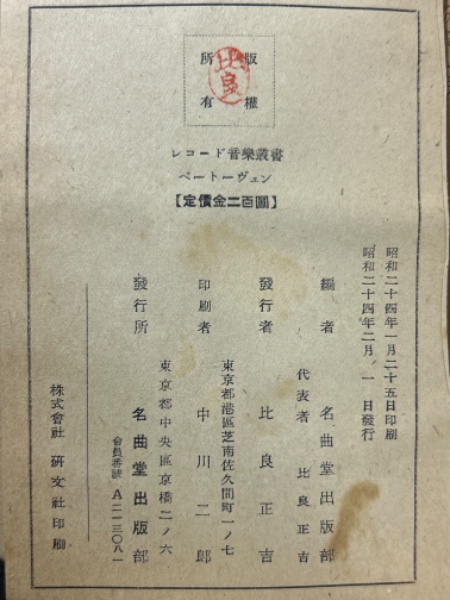 版權
所有
比良
レコード音樂叢書
ベートーヴェン
【定價金二百圓】
昭和二十四年一月二十五日印刷
昭和二十四年二月 一 日發行
編者 名曲堂出版部
代表者 比良正吉
發行者 比良正吉
東京都港區芝南佐久間町一ノ七
印刷者 中川二郎
東京都中央區京橋二ノ六
發行所 名曲堂出版部
會員番號 A二一三〇八一
株式會社 研文社印刷